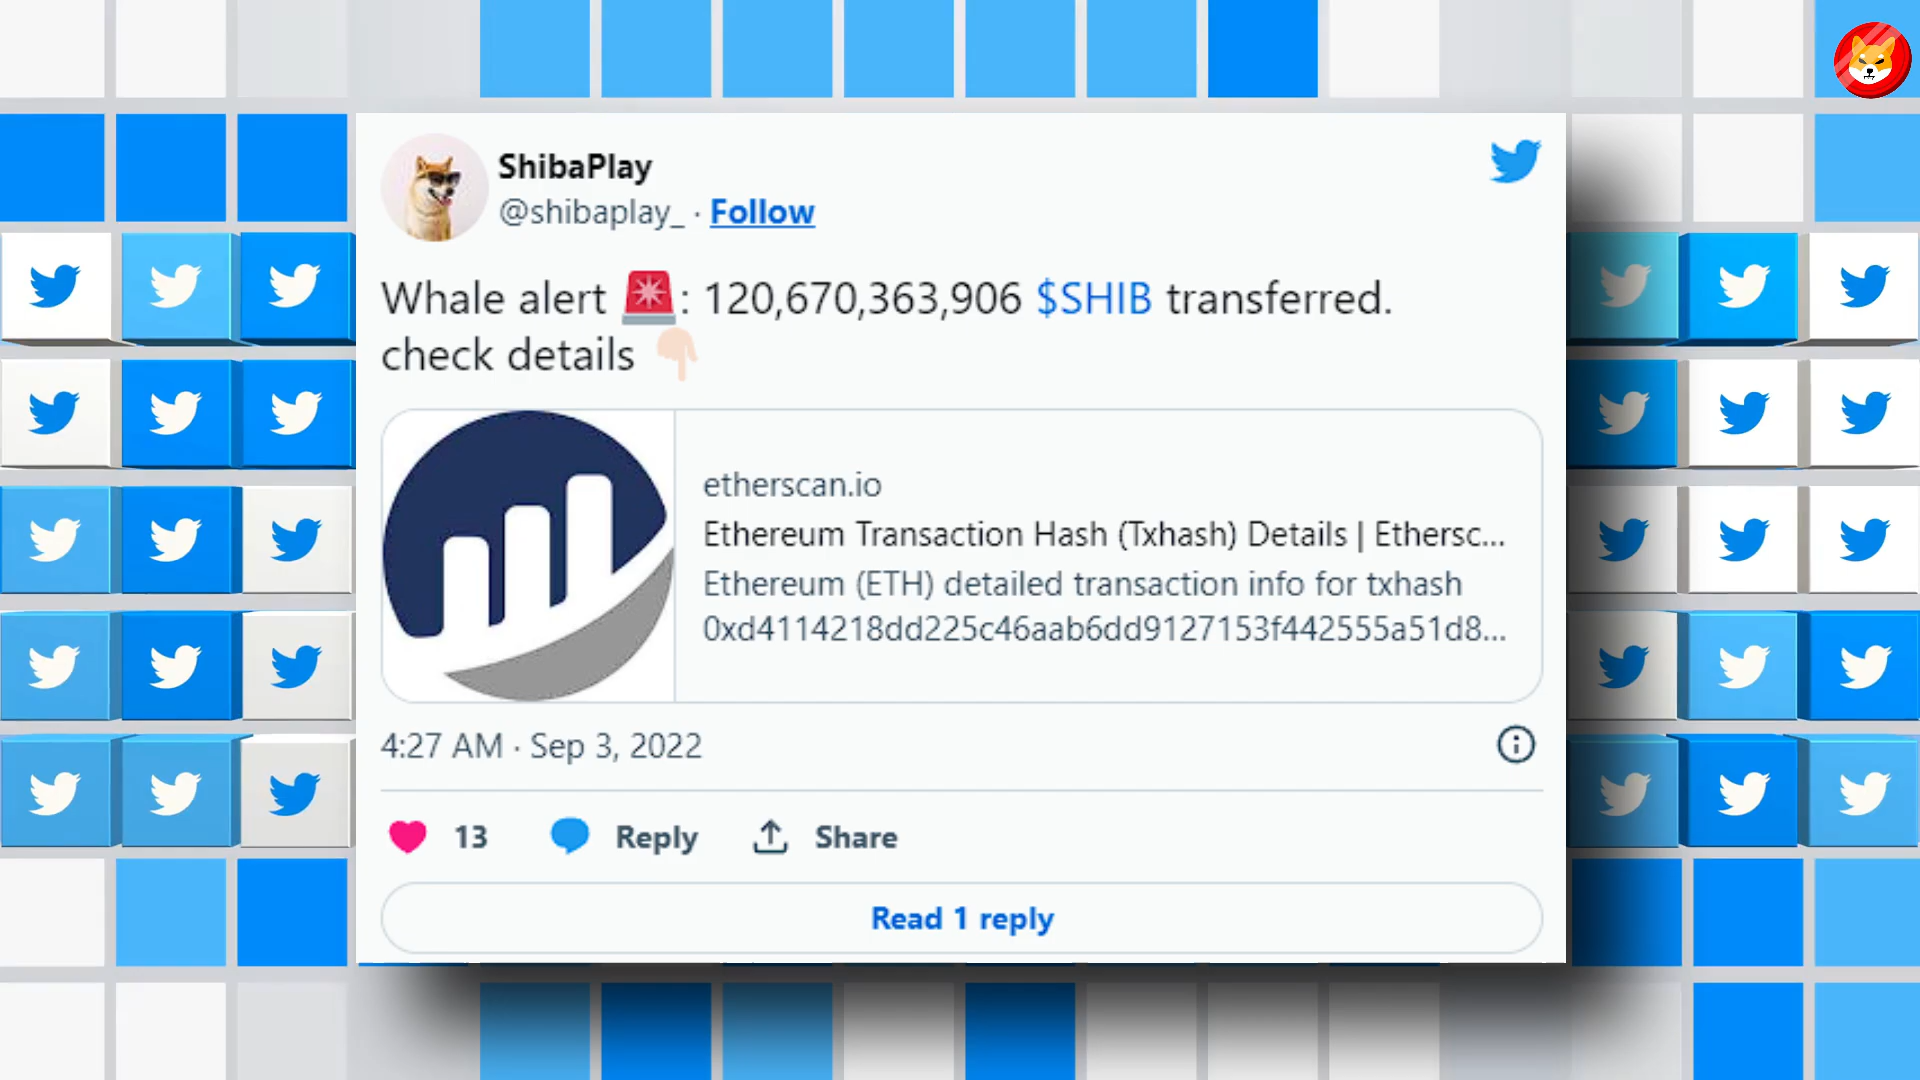 ShibaPlay
@shibaplay_ · Follow
Whale alert 🚨: 120,670,363,906 $SHIB transferred.
check details 👇🏻
etherscan.io
Ethereum Transaction Hash (Txhash) Details | Ethersc...
Ethereum (ETH) detailed transaction info for txhash
0xd4114218dd225c46aab6dd9127153f442555a51d8...
4:27 AM · Sep 3, 2022
13 Reply Share
Read 1 reply